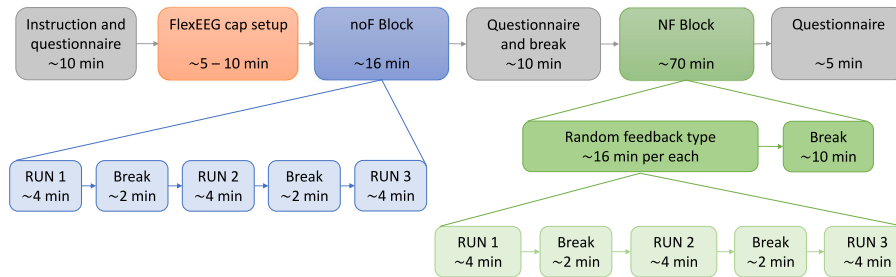 Instruction and
questionnaire
~10 min
FlexEEG cap setup
~5 – 10 min
noF Block
~16 min
Questionnaire
and break
~10 min
NF Block
~70 min
Questionnaire
~5 min
Random feedback type
~16 min per each
Break
~10 min
RUN 1
~4 min
Break
~2 min
RUN 2
~4 min
Break
~2 min
RUN 3
~4 min
RUN 1
~4 min
Break
~2 min
RUN 2
~4 min
Break
~2 min
RUN 3
~4 min